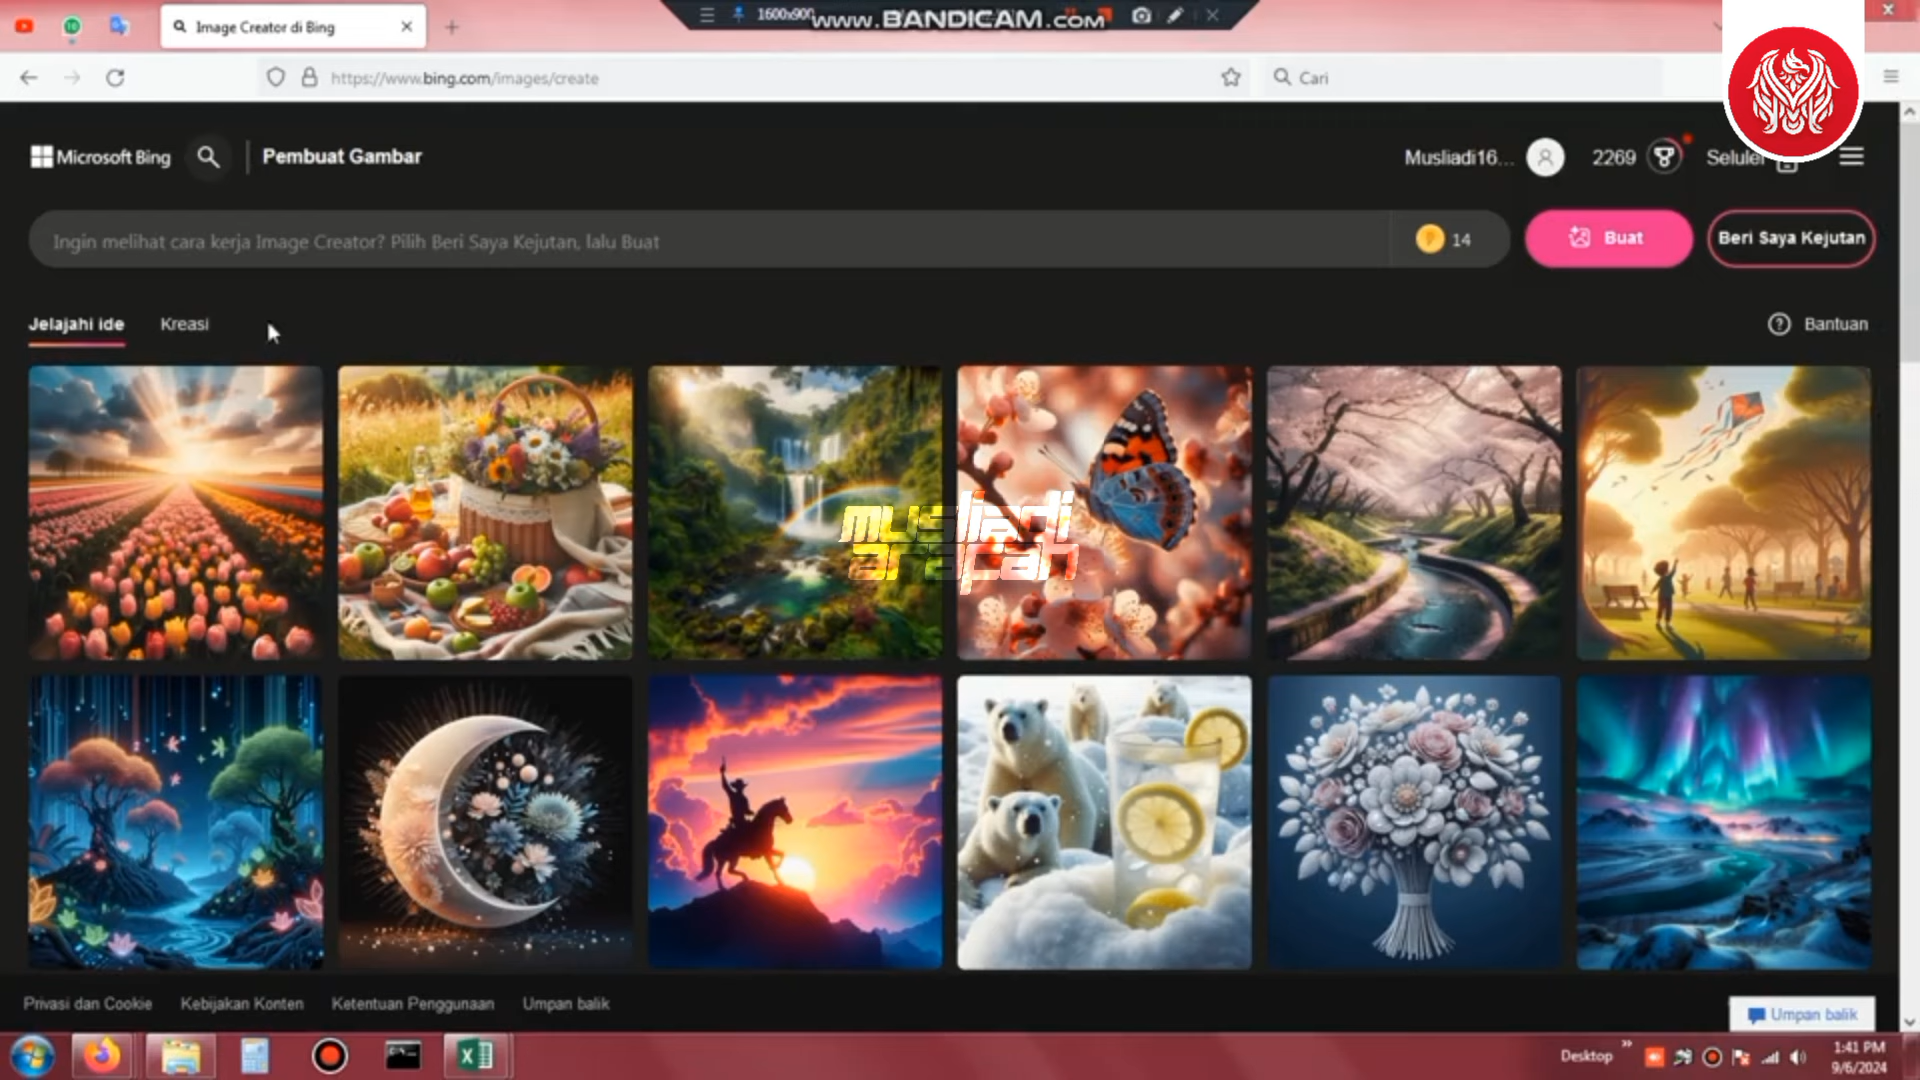 Image Creator di Bing
1600x900
www.BANDICAM.com
https://www.bing.com/images/create
Cari
Microsoft Bing
Pembuat Gambar
Musliadi16...
2269
Seluler
Ingin melihat cara kerja Image Creator? Pilih Beri Saya Kejutan, lalu Buat
14
Buat
Beri Saya Kejutan
Jelajahi ide
Kreasi
Bantuan
musliadi
arafah
Privasi dan Cookie
Kebijakan Konten
Ketentuan Penggunaan
Umpan balik
Umpan balik
Desktop
1:41 PM
9/6/2024